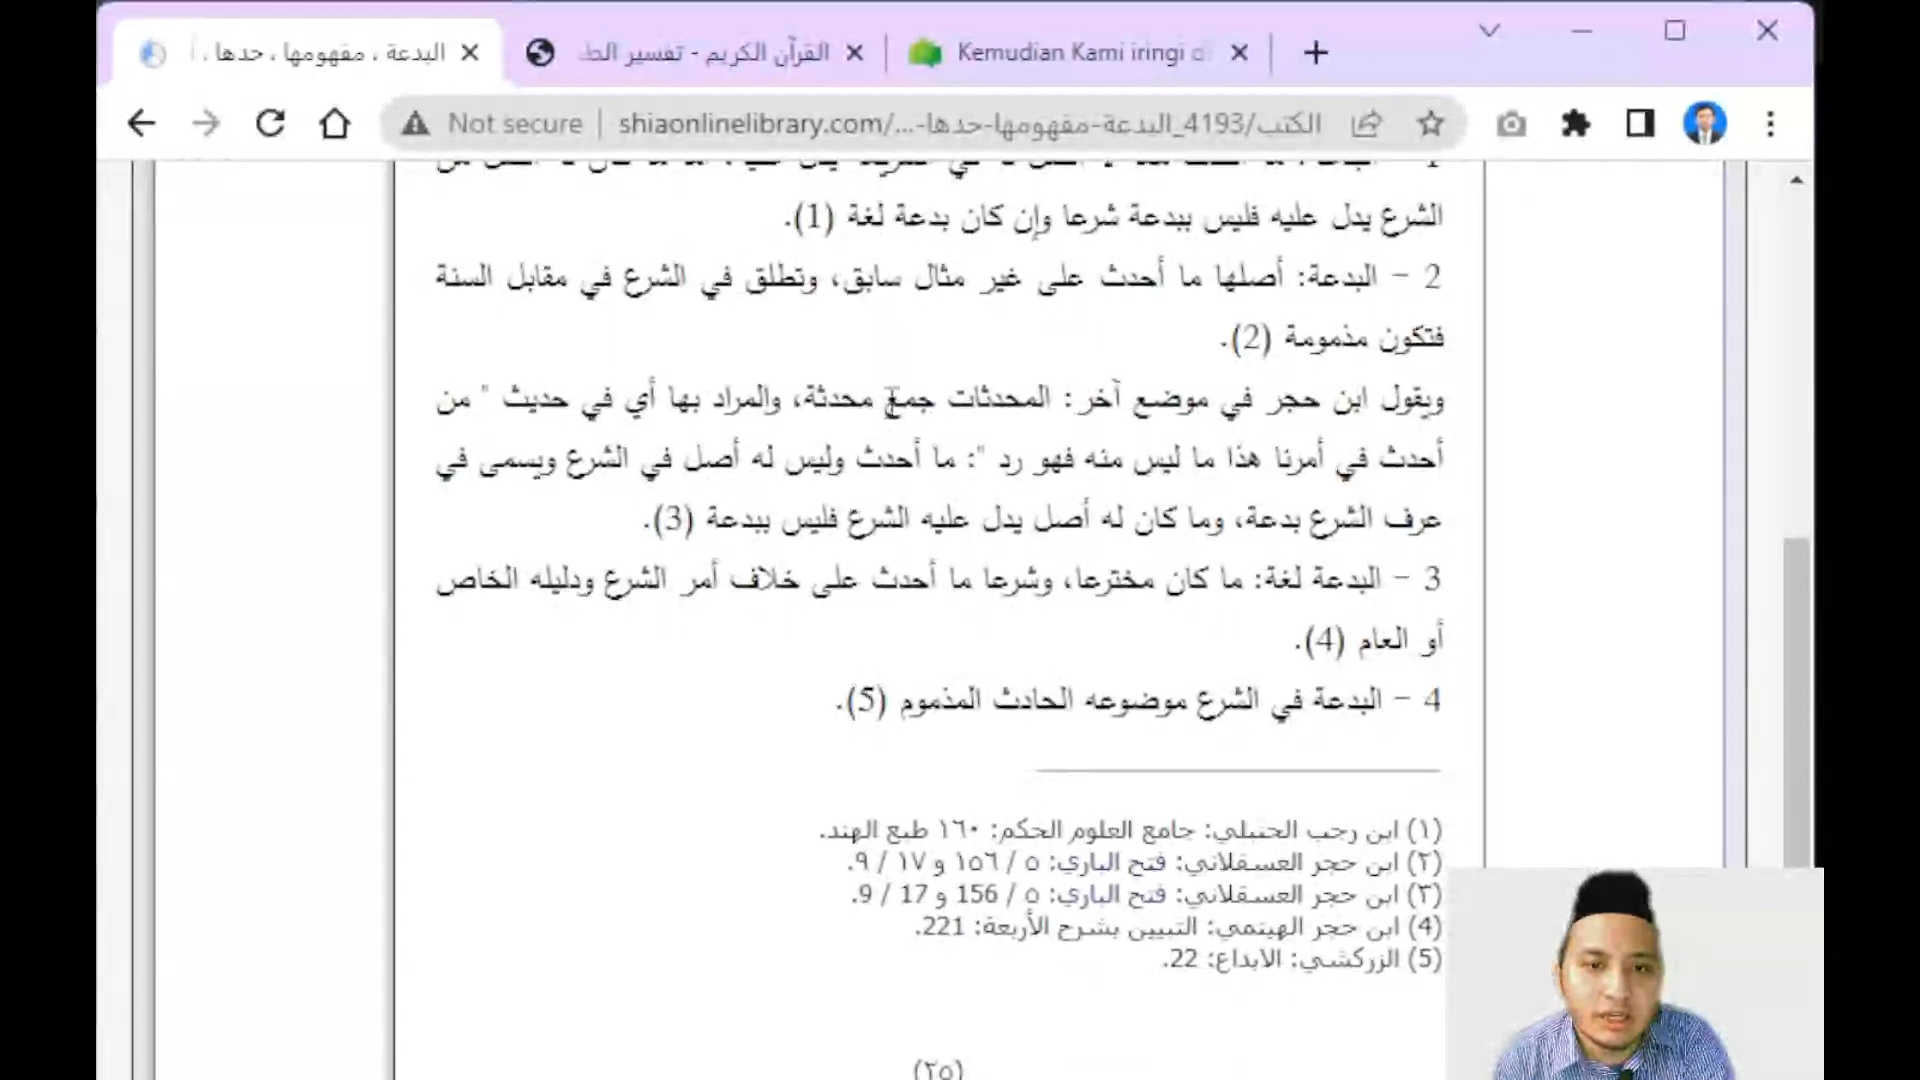 البدعة ، مفهومها ، حدها ، آ
القرآن الكريم - تفسير الط
Kemudian Kami iringi d
Not secure
shiaonlinelibrary.com/الكتب/4193_البدعة-مفهومها-حدها-...
الشرع يدل عليه فليس ببدعة شرعا وإن كان بدعة لغة (1).
2 - البدعة: أصلها ما أحدث على غير مثال سابق، وتطلق في الشرع في مقابل السنة
فتكون مذمومة (2).
ويقول ابن حجر في موضع آخر: المحدثات جمع محدثة، والمراد بها أي في حديث " من
أحدث في أمرنا هذا ما ليس منه فهو رد ": ما أحدث وليس له أصل في الشرع ويسمى في
عرف الشرع بدعة، وما كان له أصل يدل عليه الشرع فليس ببدعة (3).
3 - البدعة لغة: ما كان مخترعا، وشرعا ما أحدث على خلاف أمر الشرع ودليله الخاص
أو العام (4).
4 - البدعة في الشرع موضوعه الحادث المذموم (5).
(١) ابن رجب الحنبلي: جامع العلوم الحكم: ١٦٠ طبع الهند.
(٢) ابن حجر العسقلاني: فتح الباري: ٥ / ١٥٦ و ١٧ / ٩.
(٣) ابن حجر العسقلاني: فتح الباري: ٥ / 156 و 17 / 9.
(4) ابن حجر الهيتمي: التبيين بشرح الأربعة: 221.
(5) الزركشي: الابداع: 22.
(٢٥)